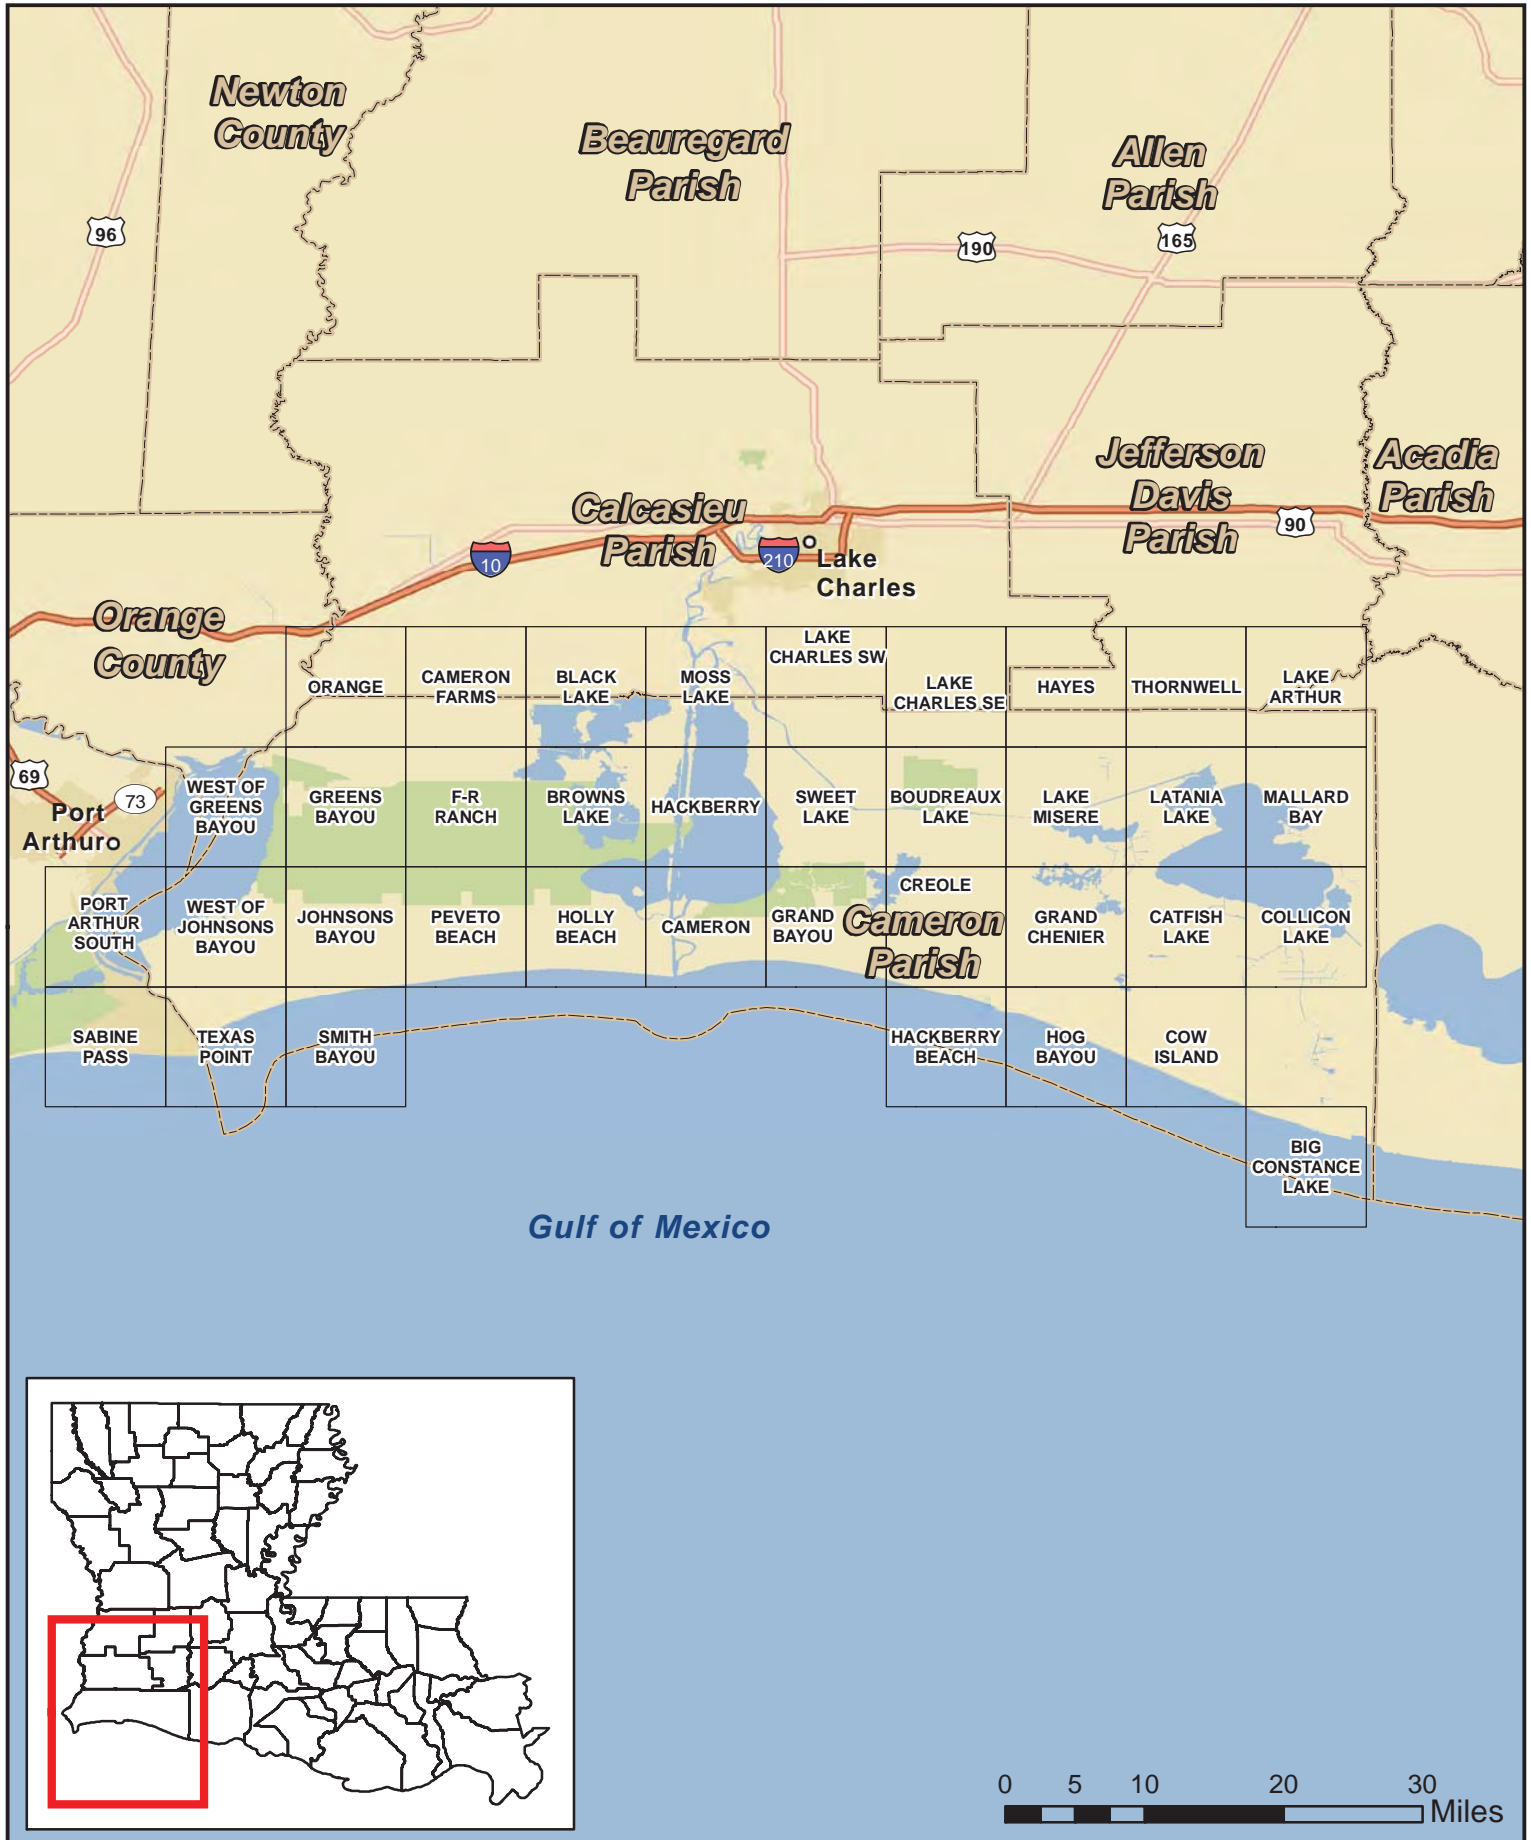 Newton
County
Beauregard
Parish
Allen
Parish
96
190
165
Jefferson
Davis
Parish
Acadia
Parish
Calcasieu
Parish
90
10
210
Lake
Charles
Orange
County
ORANGE
CAMERON
FARMS
BLACK
LAKE
MOSS
LAKE
LAKE
CHARLES SW
LAKE
CHARLES SE
HAYES
THORNWELL
LAKE
ARTHUR
69
73
Port
Arthur
WEST OF
GREENS
BAYOU
GREENS
BAYOU
F-R
RANCH
BROWNS
LAKE
HACKBERRY
SWEET
LAKE
BOUDREAUX
LAKE
LAKE
MISERE
LATANIA
LAKE
MALLARD
BAY
PORT
ARTHUR
SOUTH
WEST OF
JOHNSONS
BAYOU
JOHNSONS
BAYOU
PEVETO
BEACH
HOLLY
BEACH
CAMERON
GRAND
BAYOU
CREOLE
Cameron
Parish
GRAND
CHENIER
CATFISH
LAKE
COLLICON
LAKE
SABINE
PASS
TEXAS
POINT
SMITH
BAYOU
HACKBERRY
BEACH
HOG
BAYOU
COW
ISLAND
BIG
CONSTANCE
LAKE
Gulf of Mexico
0 5 10 20 30
Miles